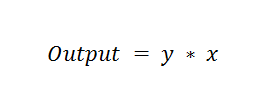 Output = y * x